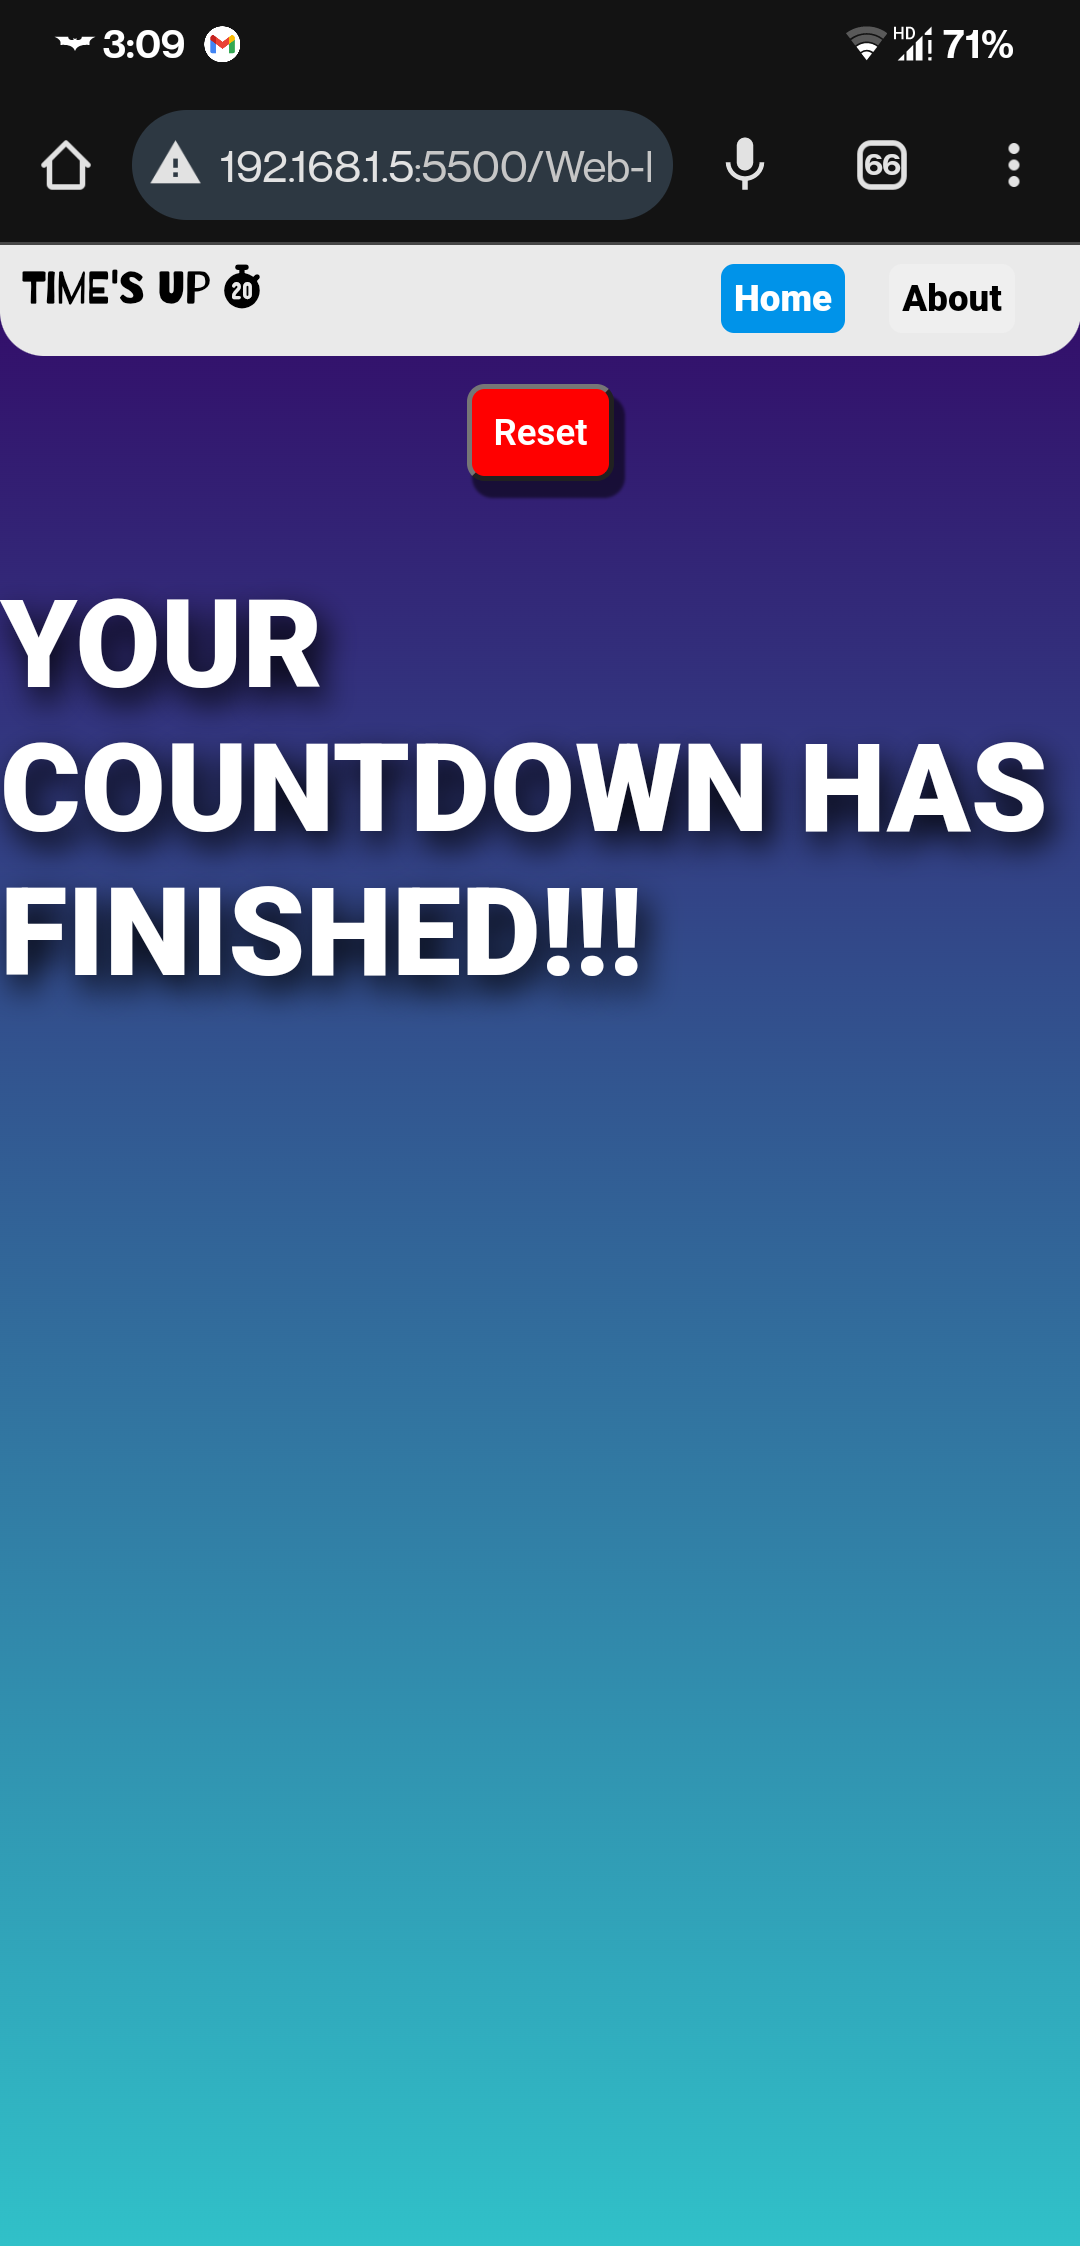 3:09
HD 71%
192.168.1.5:5500/Web-
66
TIME'S UP 20
Home About
Reset
YOUR
COUNTDOWN HAS
FINISHED!!!